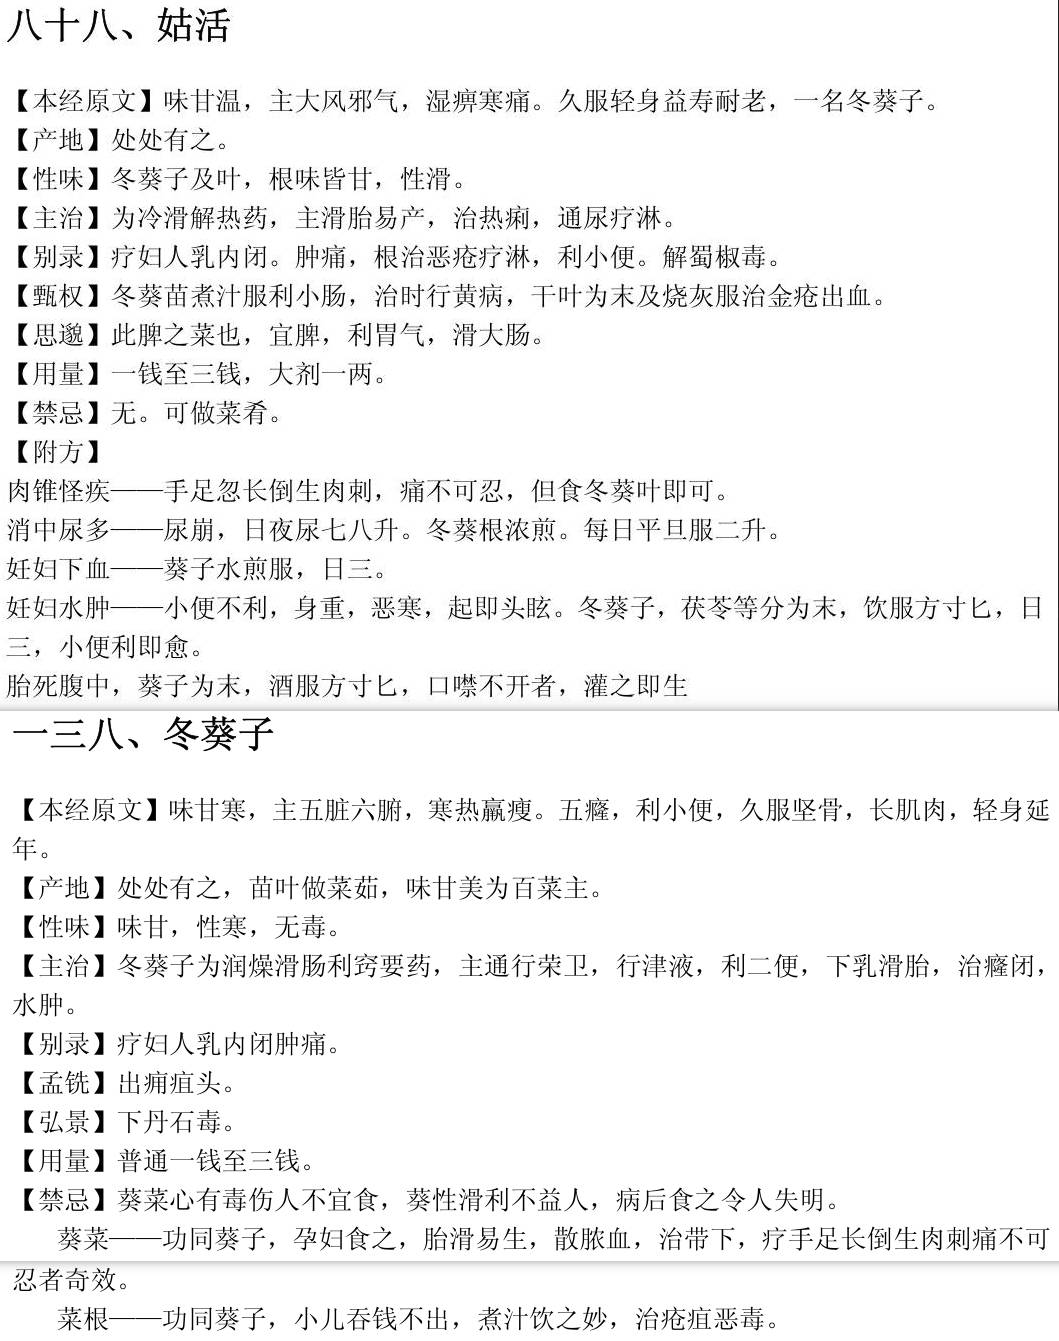 八十八、姑活
【本经原文】味甘温，主大风邪气，湿痹寒痛。久服轻身益寿耐老，一名冬葵子。
【产地】处处有之。
【性味】冬葵子及叶，根味皆甘，性滑。
【主治】为冷滑解热药，主滑胎易产，治热痢，通尿疗淋。
【别录】疗妇人乳内闭。肿痛，根治恶疮疗淋，利小便。解蜀椒毒。
【甄权】冬葵苗煮汁服利小肠，治时行黄病，干叶为末及烧灰服治金疮出血。
【思邈】此脾之菜也，宜脾，利胃气，滑大肠。
【用量】一钱至三钱，大剂一两。
【禁忌】无。可做菜肴。
【附方】
肉锥怪疾——手足忽长倒生肉刺，痛不可忍，但食冬葵叶即可。
消中尿多——尿崩，日夜尿七八升。冬葵根浓煎。每日平旦服二升。
妊妇下血——葵子水煎服，日三。
妊妇水肿——小便不利，身重，恶寒，起即头眩。冬葵子，茯苓等分为末，饮服方寸匕，日
三，小便利即愈。
胎死腹中，葵子为末，酒服方寸匕，口噤不开者，灌之即生
一三八、冬葵子
【本经原文】味甘寒，主五脏六腑，寒热羸瘦。五癃，利小便，久服坚骨，长肌肉，轻身延
年。
【产地】处处有之，苗叶做菜茹，味甘美为百菜主。
【性味】味甘，性寒，无毒。
【主治】冬葵子为润燥滑肠利窍要药，主通行荣卫，行津液，利二便，下乳滑胎，治癃闭，
水肿。
【别录】疗妇人乳内闭肿痛。
【孟铣】出痈疽头。
【弘景】下丹石毒。
【用量】普通一钱至三钱。
【禁忌】葵菜心有毒伤人不宜食，葵性滑利不益人，病后食之令人失明。
葵菜——功同葵子，孕妇食之，胎滑易生，散脓血，治带下，疗手足长倒生肉刺痛不可
忍者奇效。
菜根——功同葵子，小儿吞钱不出，煮汁饮之妙，治疮疽恶毒。